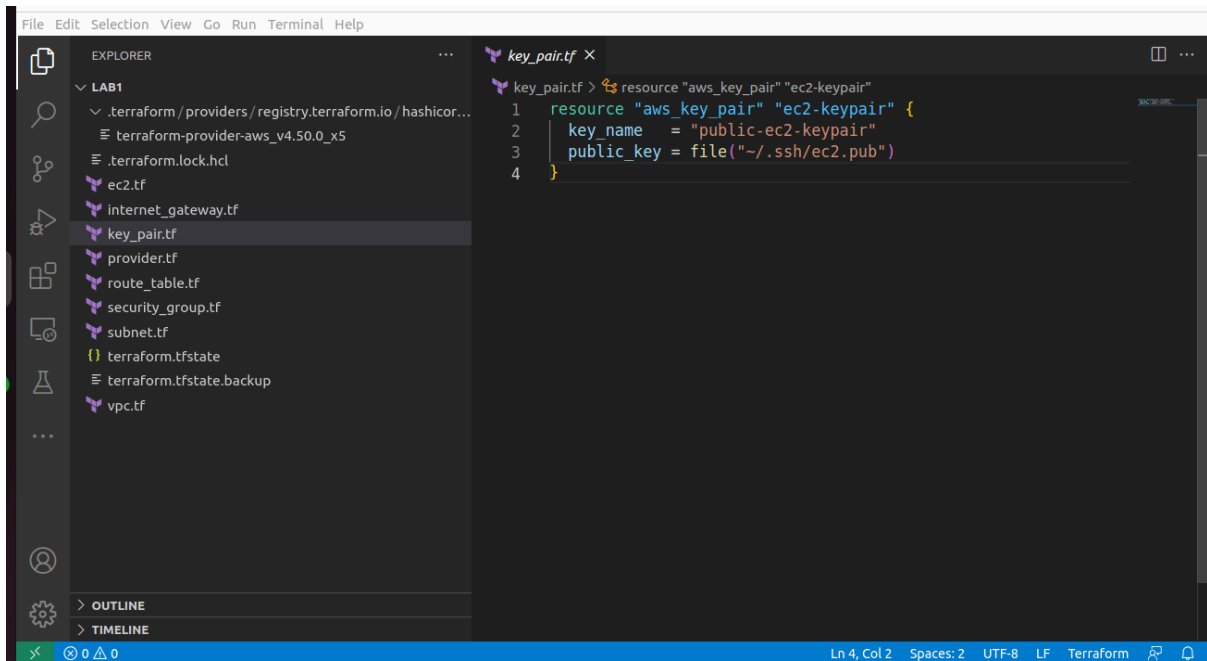 File Edit Selection View Go Run Terminal Help
EXPLORER
LAB1
.terraform/providers/registry.terraform.io/hashicor...
terraform-provider-aws_v4.50.0_x5
.terraform.lock.hcl
ec2.tf
internet_gateway.tf
key_pair.tf
provider.tf
route_table.tf
security_group.tf
subnet.tf
{} terraform.tfstate
terraform.tfstate.backup
vpc.tf
OUTLINE
TIMELINE
key_pair.tf
key_pair.tf > resource "aws_key_pair" "ec2-keypair"
1 resource "aws_key_pair" "ec2-keypair" {
2   key_name   = "public-ec2-keypair"
3   public_key = file("~/.ssh/ec2.pub")
4 }
0 0 Ln 4, Col 2 Spaces: 2 UTF-8 LF Terraform